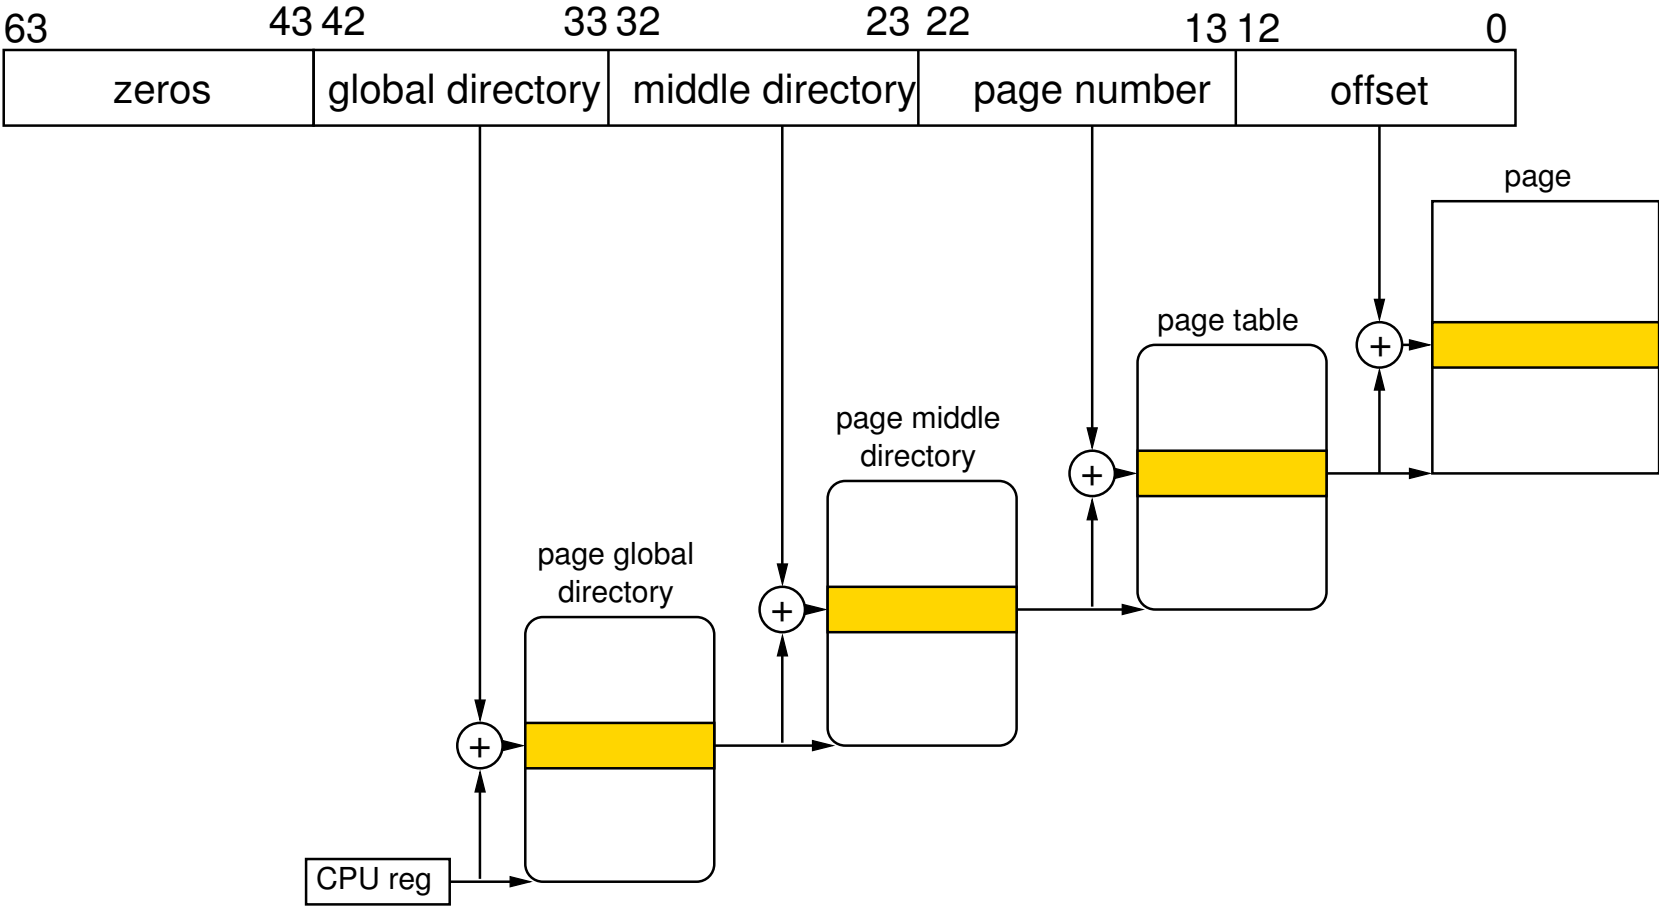 63 43 42 33 32 23 22 13 12 0
zeros global directory middle directory page number offset
page
page table
+
page middle
directory
+
page global
directory
+
+
CPU reg